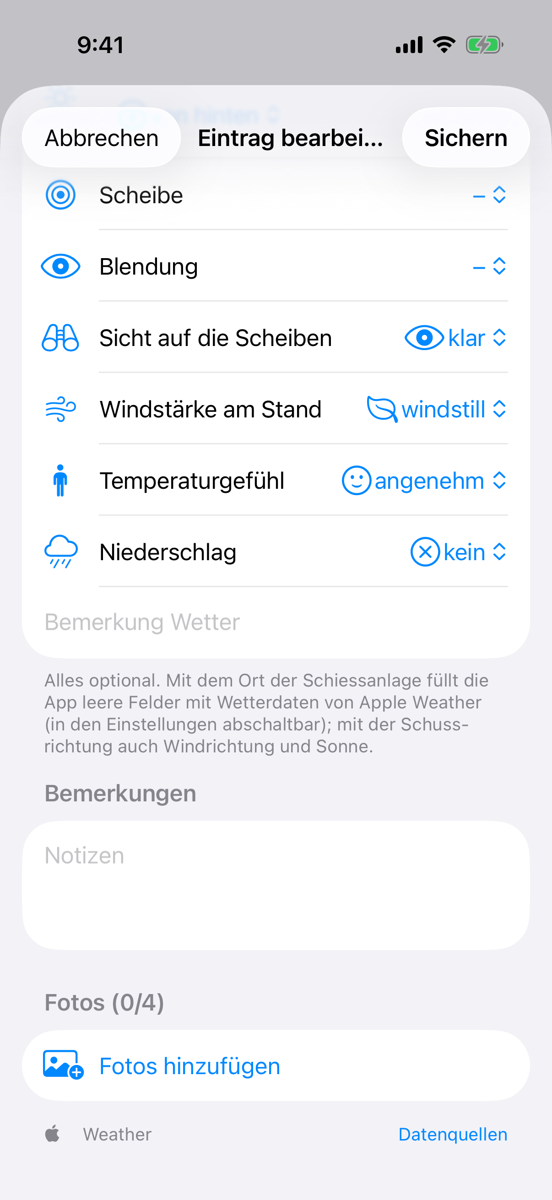 9:41
von hinten
Abbrechen Eintrag bearbei... Sichern
Scheibe –
Blendung –
Sicht auf die Scheiben klar
Windstärke am Stand windstill
Temperaturgefühl angenehm
Niederschlag kein
Bemerkung Wetter
Alles optional. Mit dem Ort der Schiessanlage füllt die
App leere Felder mit Wetterdaten von Apple Weather
(in den Einstellungen abschaltbar); mit der Schuss-
richtung auch Windrichtung und Sonne.
Bemerkungen
Notizen
Fotos (0/4)
Fotos hinzufügen
Weather Datenquellen